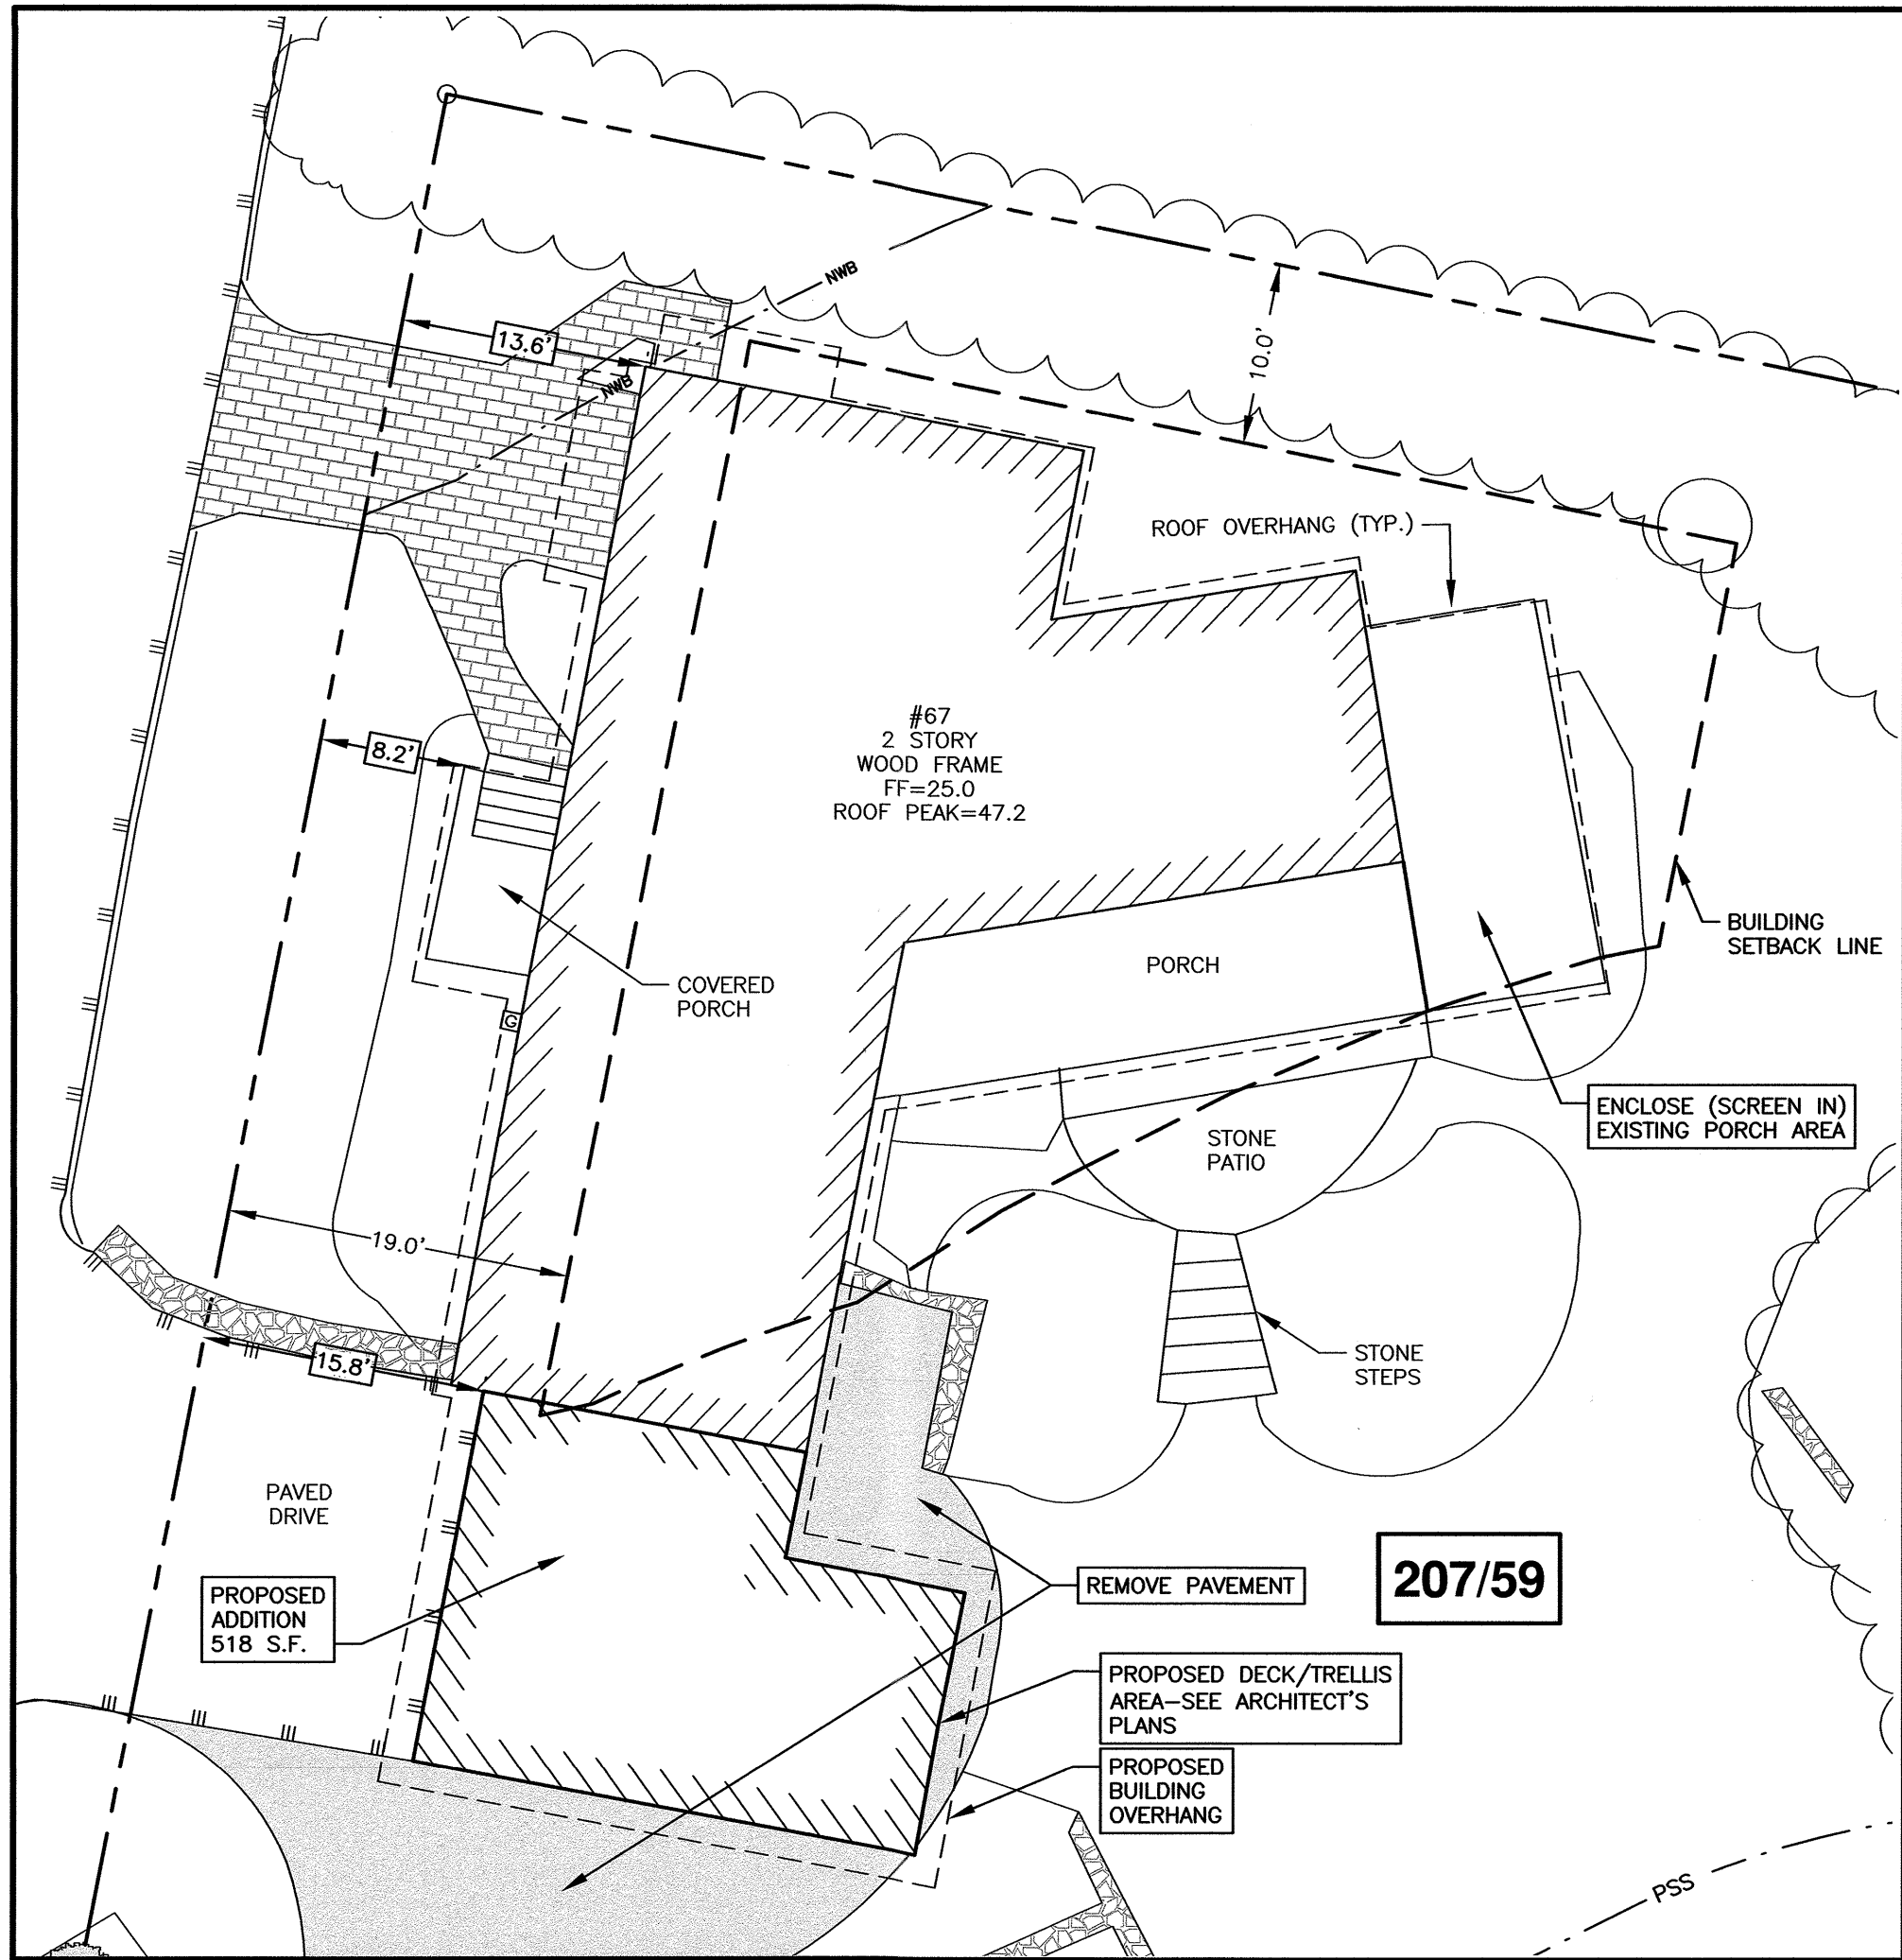 NWB
13.6'
NWB
10.0'
ROOF OVERHANG (TYP.)
#67
2 STORY
WOOD FRAME
FF=25.0
ROOF PEAK=47.2
8.2'
BUILDING
SETBACK LINE
PORCH
COVERED
PORCH
G
ENCLOSE (SCREEN IN)
EXISTING PORCH AREA
STONE
PATIO
19.0'
STONE
STEPS
15.8'
PAVED
DRIVE
PROPOSED
ADDITION
518 S.F.
REMOVE PAVEMENT
207/59
PROPOSED DECK/TRELLIS
AREA-SEE ARCHITECT'S
PLANS
PROPOSED
BUILDING
OVERHANG
PSS